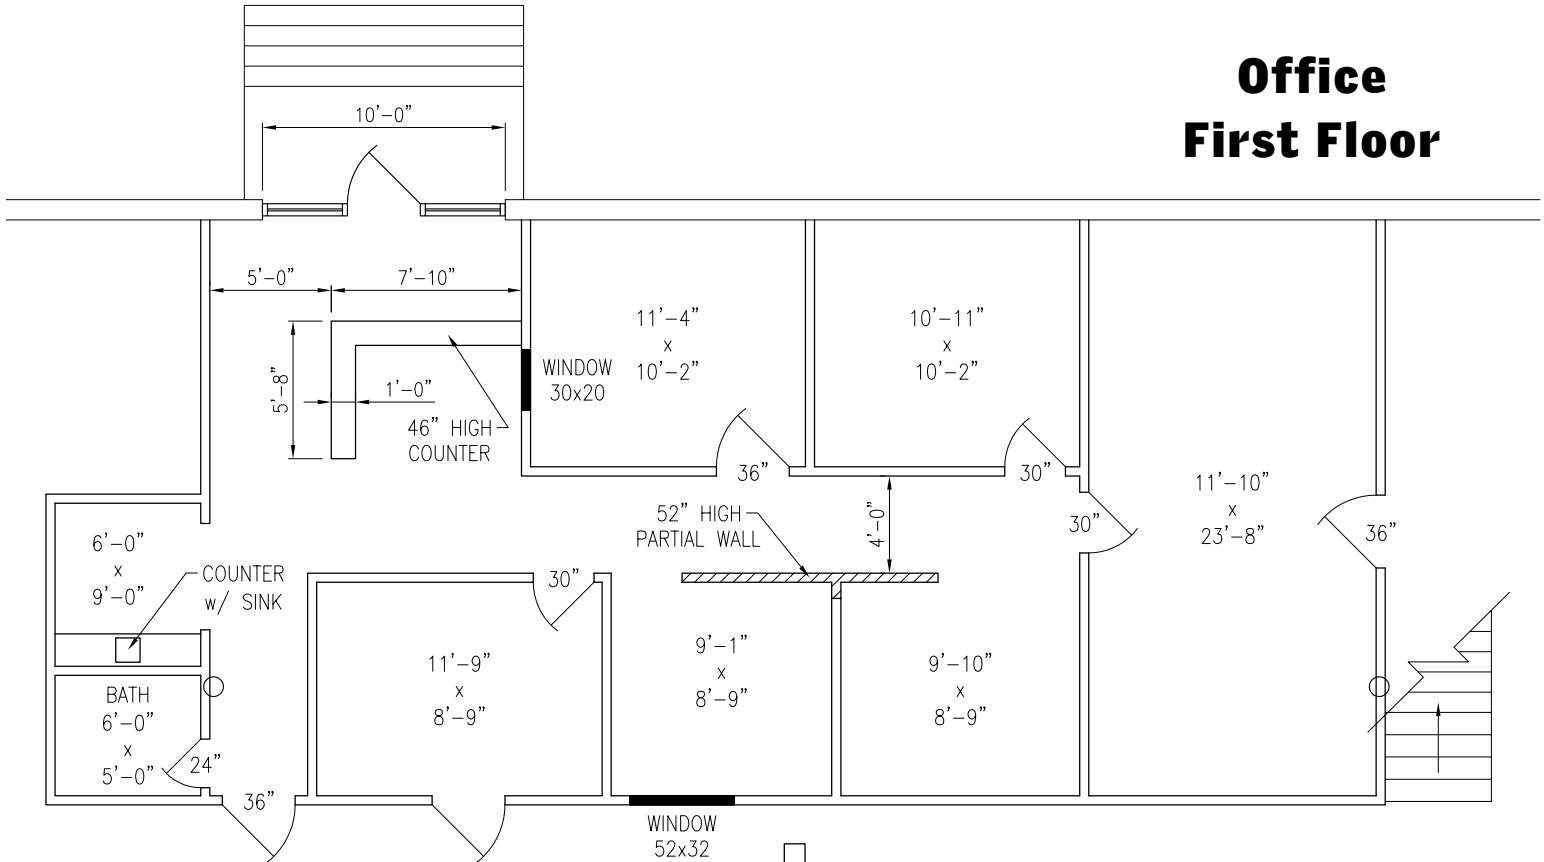 Office
First Floor
10'-0"
5'-0"
7'-10"
5'-8"
1'-0"
46" HIGH
COUNTER
WINDOW
30x20
11'-4"
x
10'-2"
10'-11"
x
10'-2"
36"
30"
52" HIGH
PARTIAL WALL
4'-0"
30"
11'-10"
x
23'-8"
36"
6'-0"
x
9'-0"
COUNTER
w/ SINK
30"
11'-9"
x
8'-9"
9'-1"
x
8'-9"
9'-10"
x
8'-9"
BATH
6'-0"
x
5'-0"
24"
36"
WINDOW
52x32